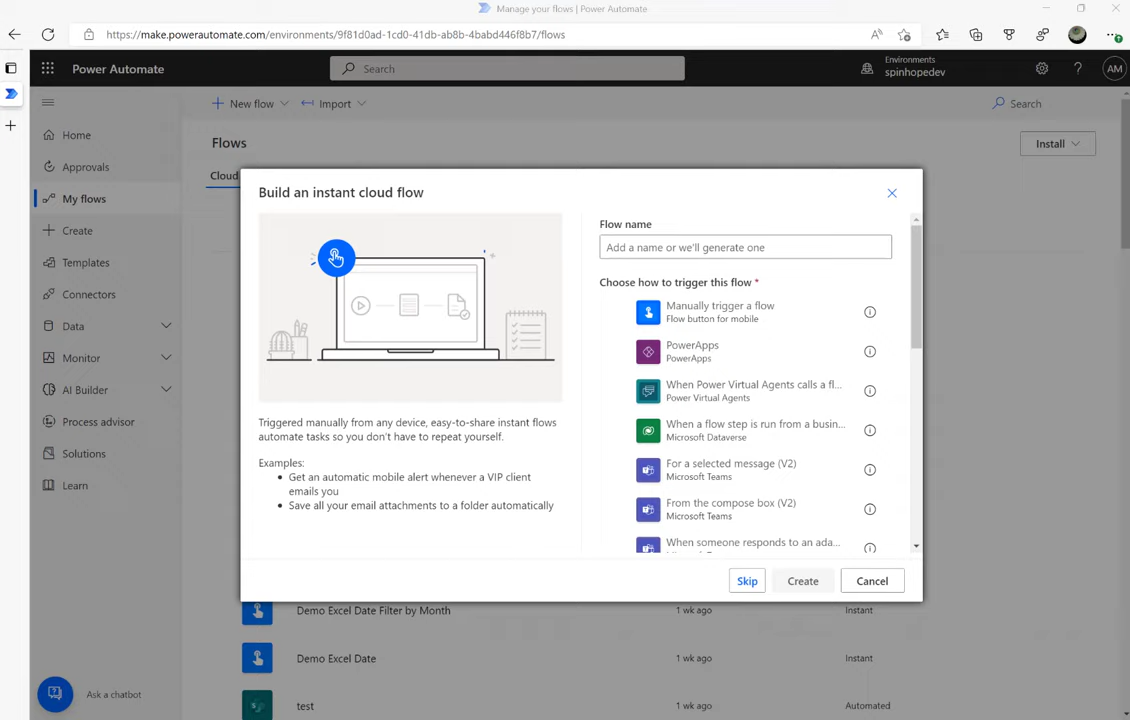 Manage your flows | Power Automate
https://make.powerautomate.com/environments/9f81d0ad-1cd0-41db-ab8b-4babd446f8b7/flows
Power Automate
Search
Environments
spinhopedev
AM
New flow
Import
Search
Home
Approvals
My flows
Create
Templates
Connectors
Data
Monitor
AI Builder
Process advisor
Solutions
Learn
Ask a chatbot
Flows
Install
Cloud
Build an instant cloud flow
Triggered manually from any device, easy-to-share instant flows
automate tasks so you don't have to repeat yourself.
Examples:
Get an automatic mobile alert whenever a VIP client
emails you
Save all your email attachments to a folder automatically
Flow name
Add a name or we'll generate one
Choose how to trigger this flow *
Manually trigger a flow
Flow button for mobile
PowerApps
PowerApps
When Power Virtual Agents calls a fl...
Power Virtual Agents
When a flow step is run from a busin...
Microsoft Dataverse
For a selected message (V2)
Microsoft Teams
From the compose box (V2)
Microsoft Teams
When someone responds to an ada...
Skip
Create
Cancel
Demo Excel Date Filter by Month 1 wk ago Instant
Demo Excel Date 1 wk ago Instant
test 1 wk ago Automated